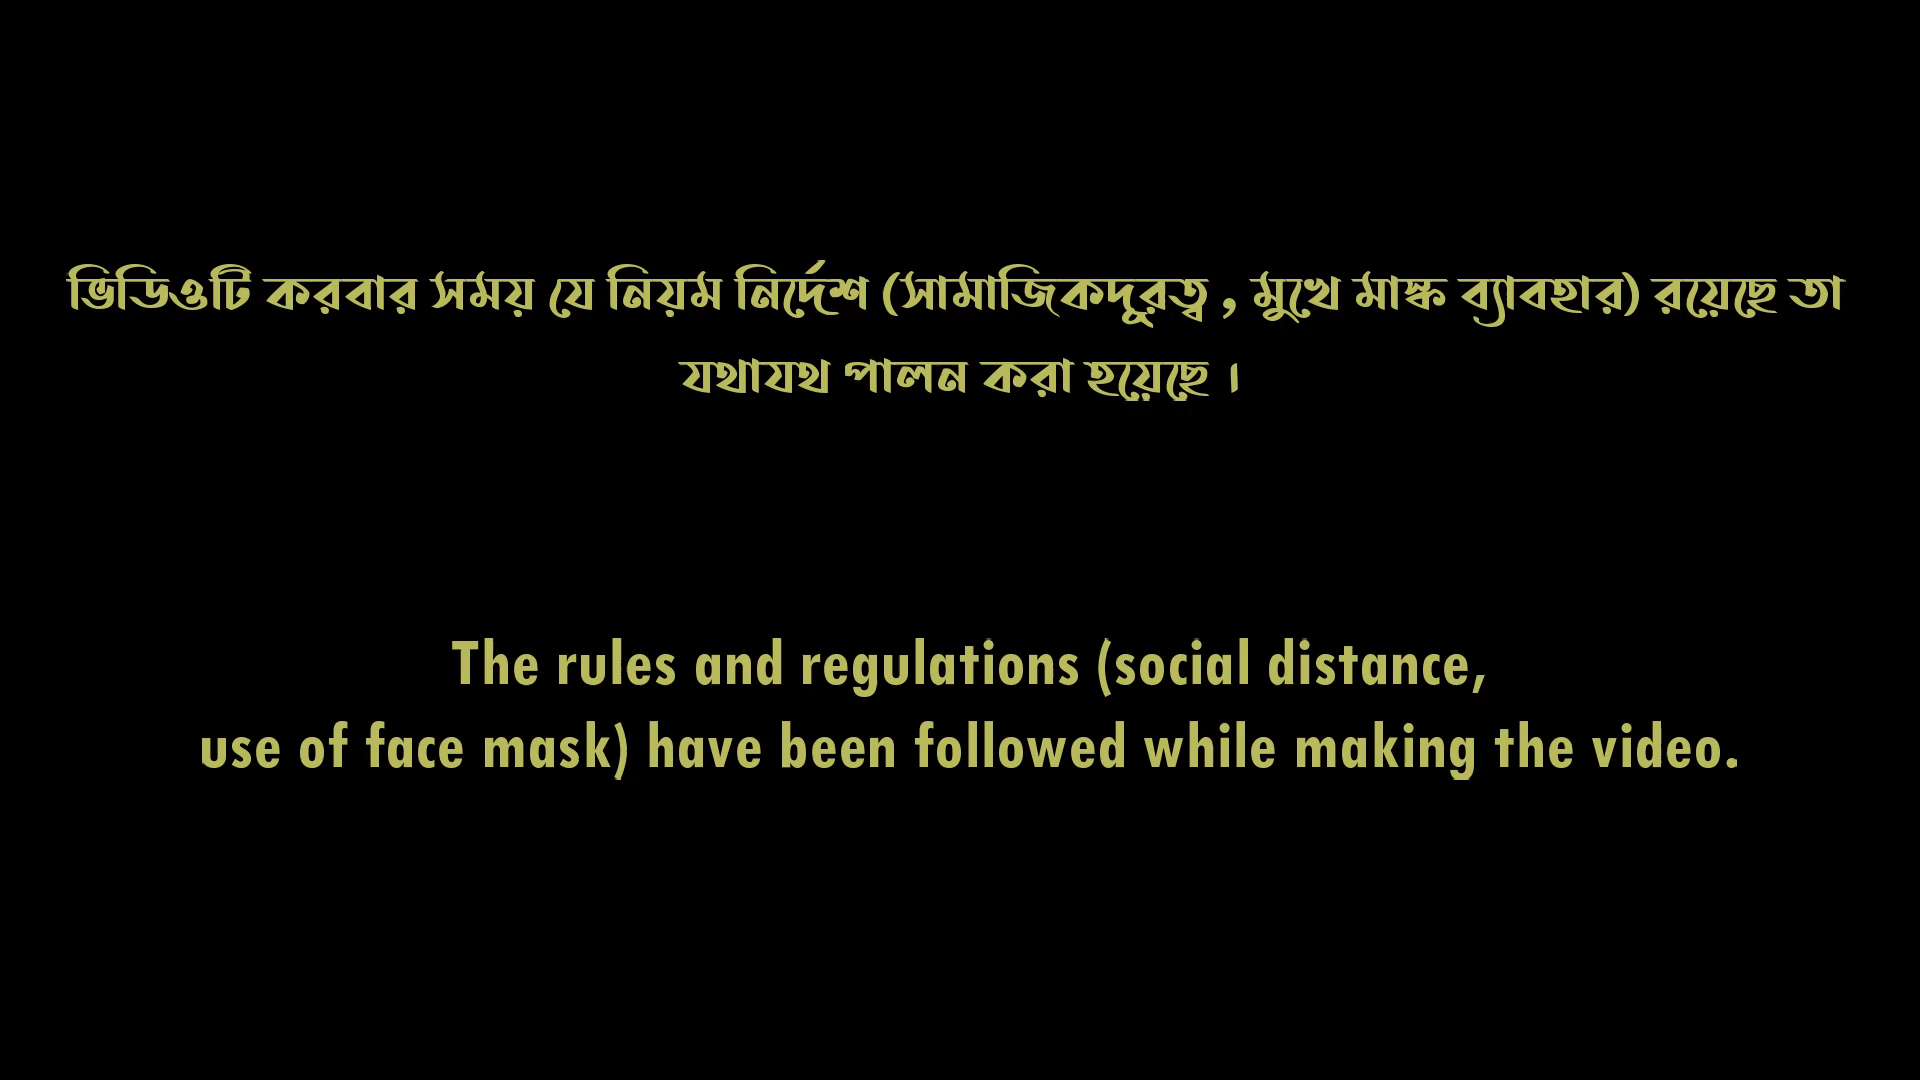 ভিডিওটি করবার সময় যে নিয়ম নির্দেশ (সামাজিকদূরত্ব , মুখে মাস্ক ব্যাবহার) রয়েছে তা
যথাযথ পালন করা হয়েছে ।
The rules and regulations (social distance,
use of face mask) have been followed while making the video.